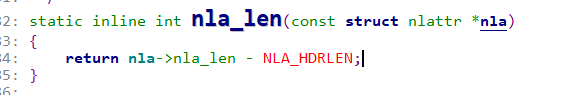 32: static inline int nla_len(const struct nlattr *nla)
33: {
34:     return nla->nla_len - NLA_HDRLEN;
35: }